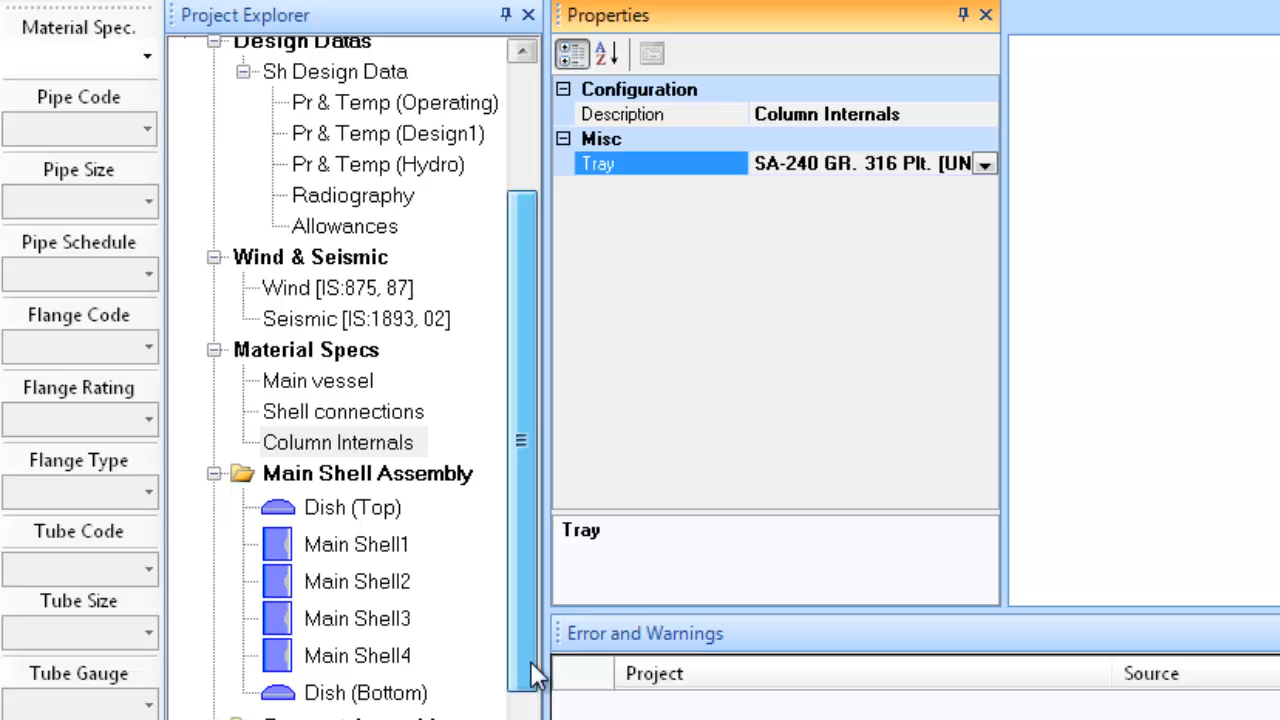 Material Spec.
Pipe Code
Pipe Size
Pipe Schedule
Flange Code
Flange Rating
Flange Type
Tube Code
Tube Size
Tube Gauge
Project Explorer
Design Datas
Sh Design Data
Pr & Temp (Operating)
Pr & Temp (Design1)
Pr & Temp (Hydro)
Radiography
Allowances
Wind & Seismic
Wind [IS:875, 87]
Seismic [IS:1893, 02]
Material Specs
Main vessel
Shell connections
Column Internals
Main Shell Assembly
Dish (Top)
Main Shell1
Main Shell2
Main Shell3
Main Shell4
Dish (Bottom)
Properties
Configuration
Description Column Internals
Misc
Tray SA-240 GR. 316 Plt. [UN
Tray
Error and Warnings
Project Source